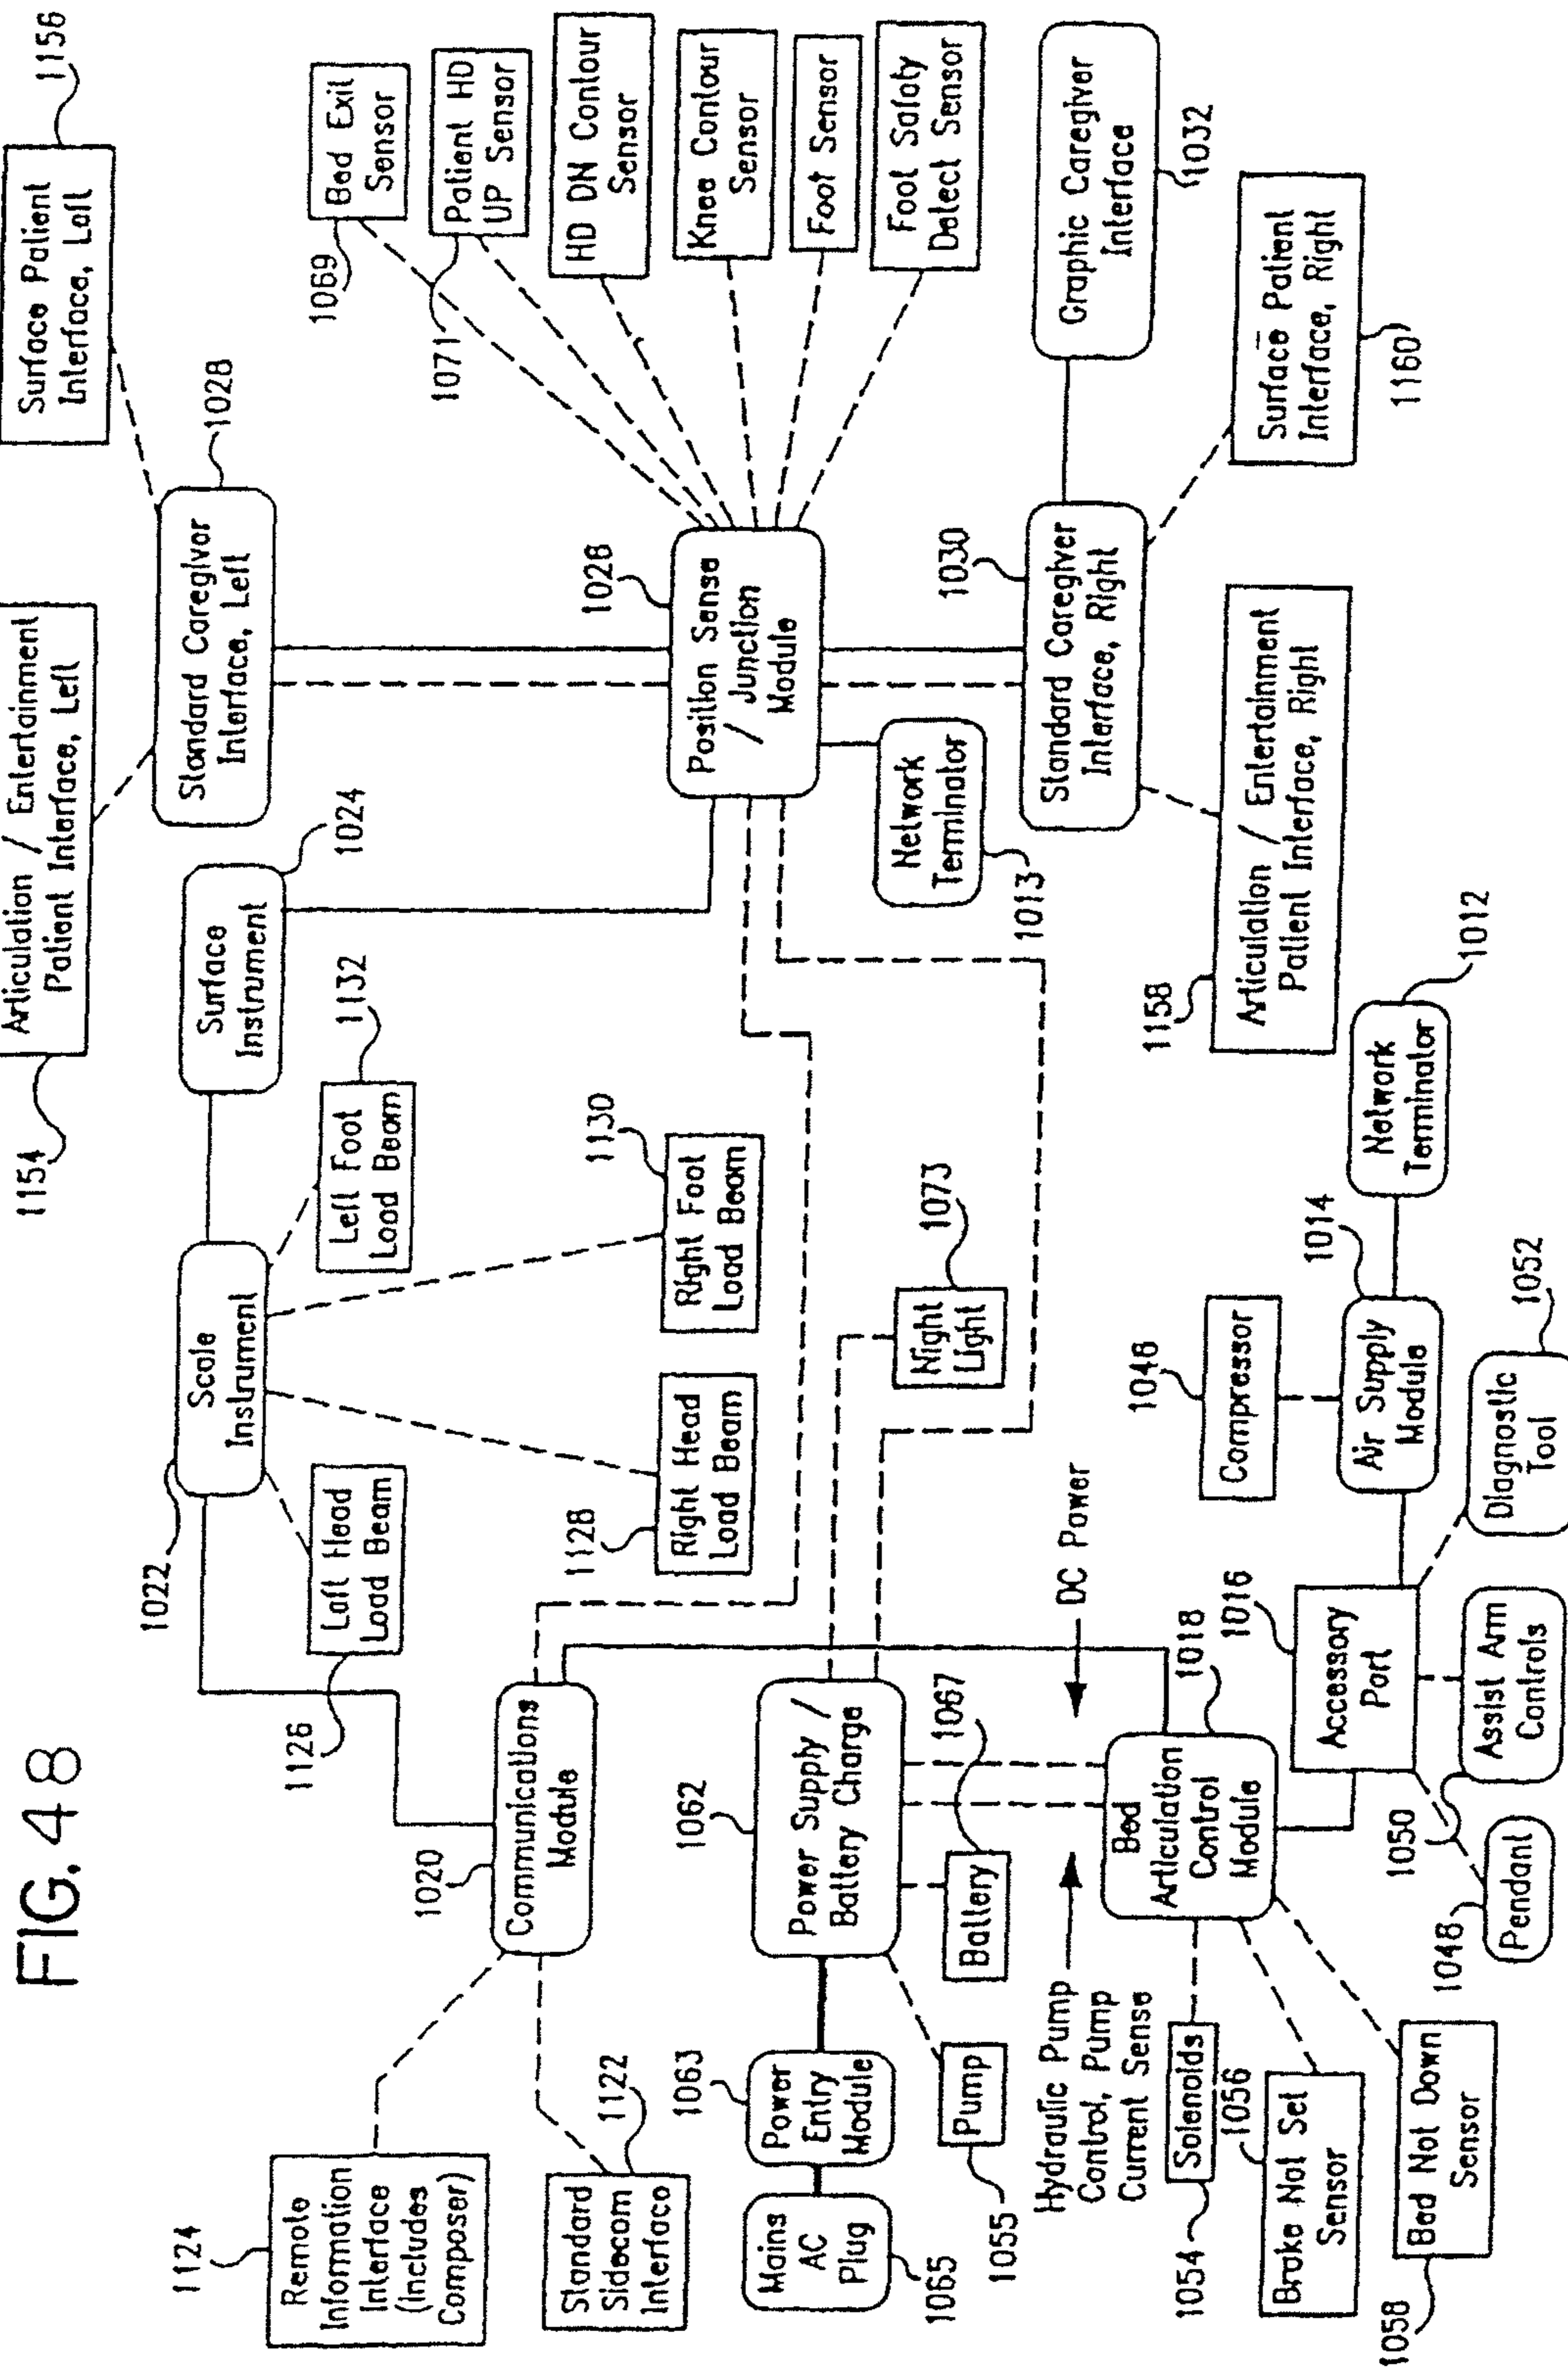 FIG. 48
1154
Articulation / Entertainment
Patient Interface, Left
Surface Patient
Interface, Left
1156
1022
Scale
Instrument
Surface
Instrument
1024
Standard Caregiver
Interface, Left
1028
1126
Left Head
Load Beam
Left Foot
Load Beam
1132
1128
Right Head
Load Beam
1130
Right Foot
Load Beam
1069
Bed Exit
Sensor
1071
Patient HD
UP Sensor
HD DN Contour
Sensor
Knee Contour
Sensor
Foot Sensor
Foot Safety
Detect Sensor
1124
Remote
Information
Interface
(includes
Composer)
Standard
Sidecom
Interface
1122
1020
Communications
Module
1026
Position Sense
/ Junction
Module
Network
Terminator
1013
1030
Standard Caregiver
Interface, Right
Graphic Caregiver
Interface
1032
Surface Patient
Interface, Right
1160
1158
Articulation / Entertainment
Patient Interface, Right
Mains
AC
Plug
1065
1063
Power
Entry
Module
1062
Power Supply /
Battery Charge
Night
Light
1073
Pump
1055
Battery
1067
Hydraulic Pump
Control, Pump
Current Sense
DC Power
1054
Solenoids
1056
Brake Not Set
Sensor
1058
Bed Not Down
Sensor
Bed
Articulation
Control
Module
1018
1016
Accessory
Port
1046
Compressor
1014
Air Supply
Module
Network
Terminator
1012
1048
Pendant
1050
Assist Arm
Controls
Diagnostic
Tool
1052